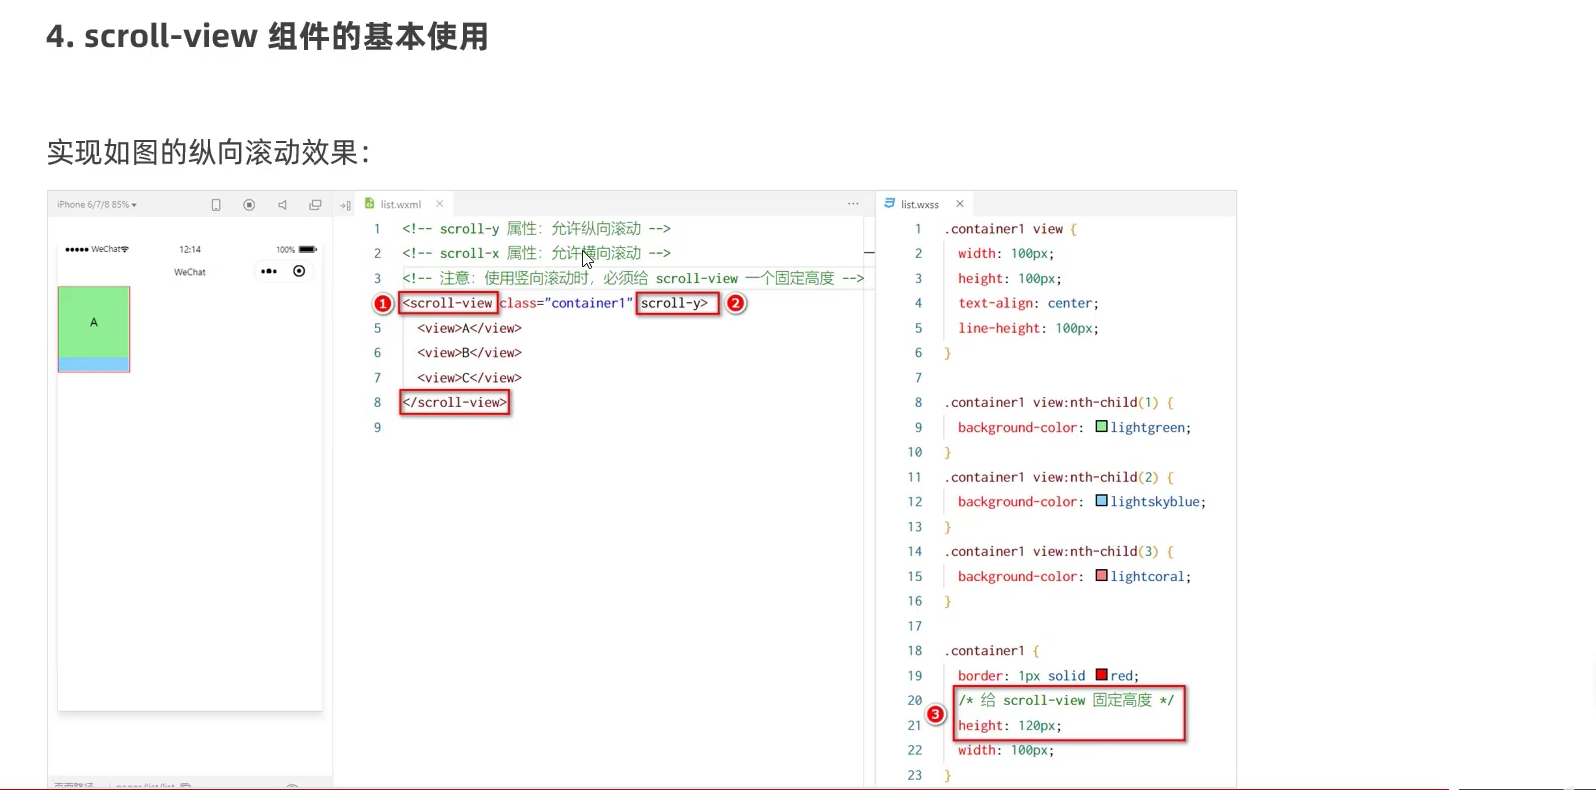 4. scroll-view 组件的基本使用
实现如图的纵向滚动效果：
iPhone 6/7/8 85%
list.wxml
list.wxss
WeChat
12:14
100%
WeChat
A
1 <!-- scroll-y 属性：允许纵向滚动 -->
2 <!-- scroll-x 属性：允许横向滚动 -->
3 <!-- 注意：使用竖向滚动时，必须给 scroll-view 一个固定高度 -->
1 <scroll-view class="container1" scroll-y> 2
5 <view>A</view>
6 <view>B</view>
7 <view>C</view>
8 </scroll-view>
9
1 .container1 view {
2 width: 100px;
3 height: 100px;
4 text-align: center;
5 line-height: 100px;
6 }
7
8 .container1 view:nth-child(1) {
9 background-color: lightgreen;
10 }
11 .container1 view:nth-child(2) {
12 background-color: lightskyblue;
13 }
14 .container1 view:nth-child(3) {
15 background-color: lightcoral;
16 }
17
18 .container1 {
19 border: 1px solid red;
20 /* 给 scroll-view 固定高度 */
3
21 height: 120px;
22 width: 100px;
23 }